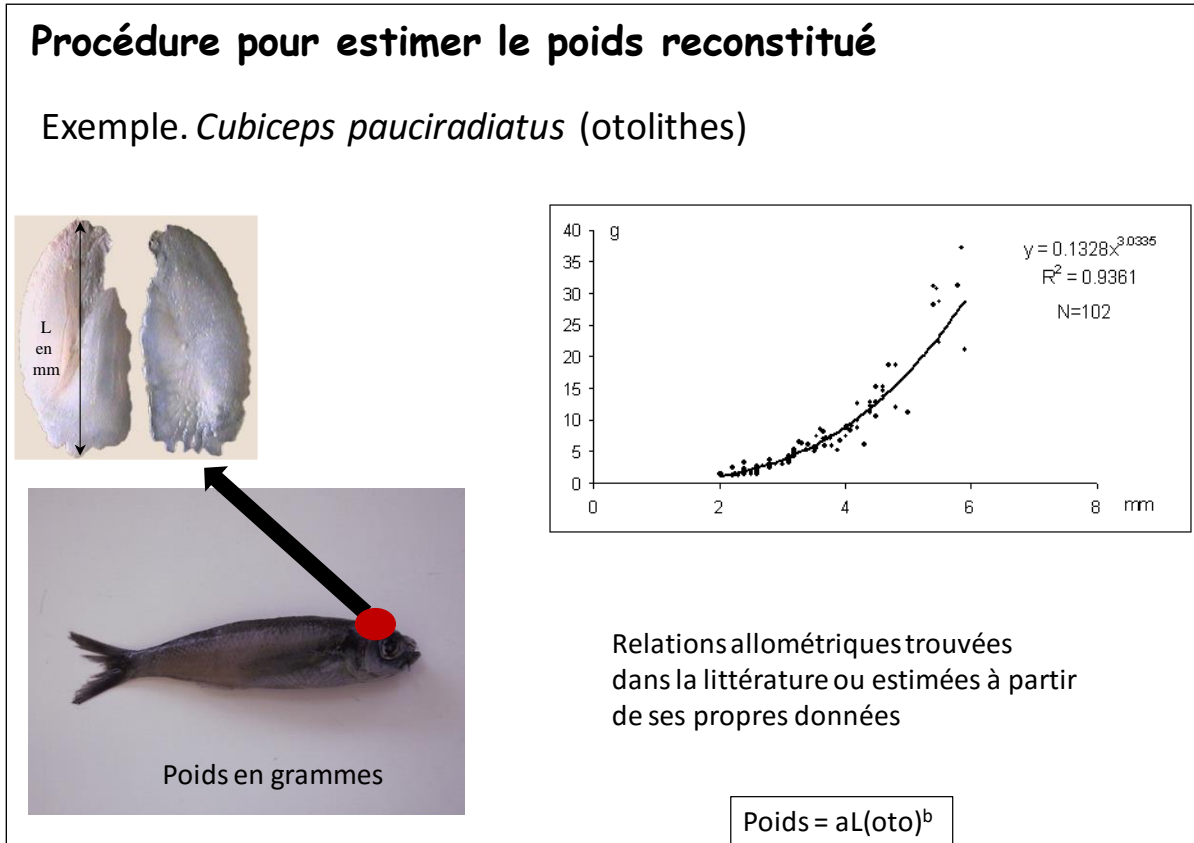 Procédure pour estimer le poids reconstitué
Exemple. Cubiceps pauciradiatus (otolithes)
L
en
mm
Poids en grammes
40
35
30
25
20
15
10
5
0
g
y = 0.1328x^3.0335
R² = 0.9361
N=102
0 2 4 6 8 mm
Relations allométriques trouvées
dans la littérature ou estimées à partir
de ses propres données
Poids = aL(oto)ᵇ